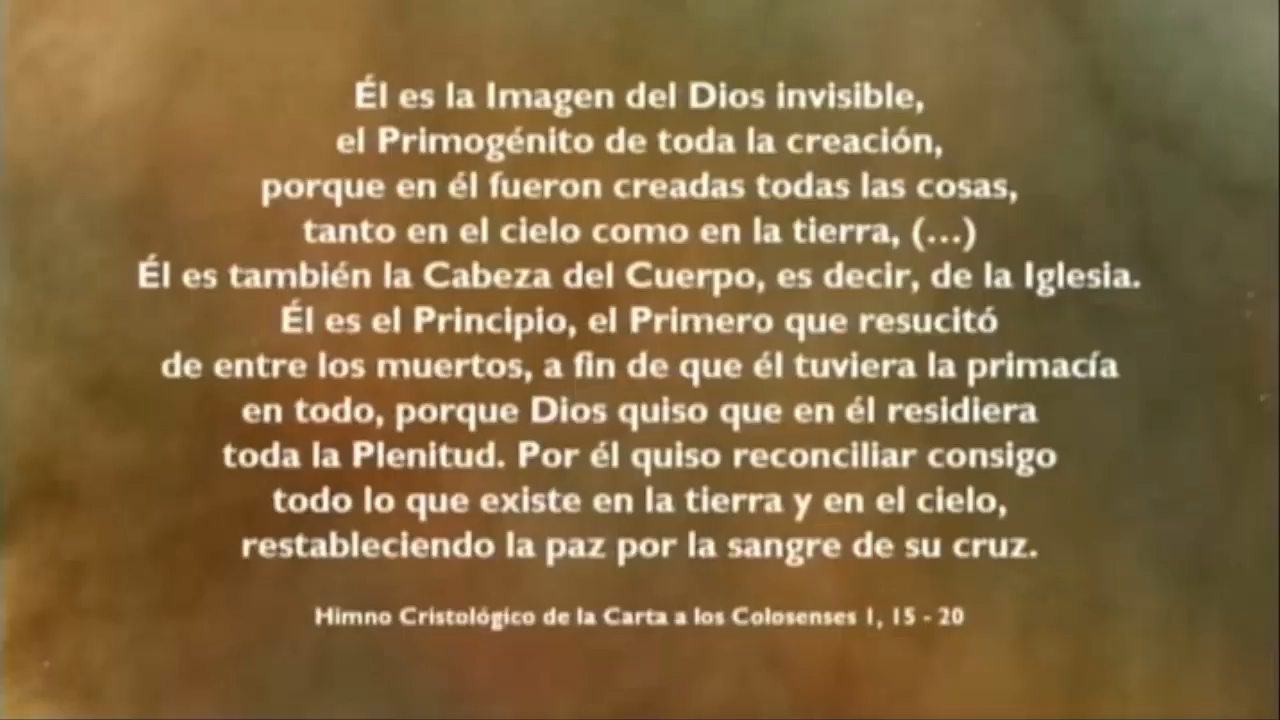 Él es la Imagen del Dios invisible,
el Primogénito de toda la creación,
porque en él fueron creadas todas las cosas,
tanto en el cielo como en la tierra, (...)
Él es también la Cabeza del Cuerpo, es decir, de la Iglesia.
Él es el Principio, el Primero que resucitó
de entre los muertos, a fin de que él tuviera la primacía
en todo, porque Dios quiso que en él residiera
toda la Plenitud. Por él quiso reconciliar consigo
todo lo que existe en la tierra y en el cielo,
restableciendo la paz por la sangre de su cruz.
Himno Cristológico de la Carta a los Colosenses 1, 15 - 20